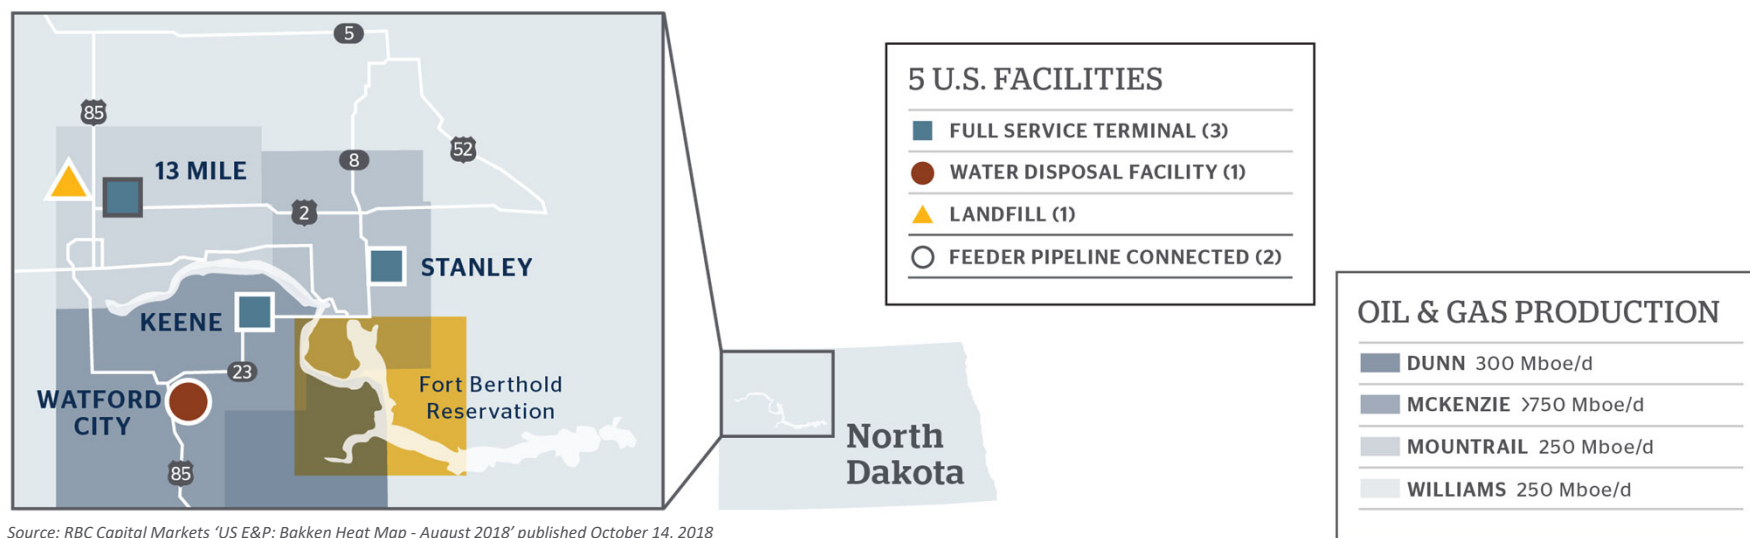 5
85
52
8
13 MILE
2
STANLEY
KEENE
23
WATFORD
CITY
Fort Berthold
Reservation
85
North
Dakota
5 U.S. FACILITIES
FULL SERVICE TERMINAL (3)
WATER DISPOSAL FACILITY (1)
LANDFILL (1)
FEEDER PIPELINE CONNECTED (2)
OIL & GAS PRODUCTION
DUNN 300 Mboe/d
MCKENZIE >750 Mboe/d
MOUNTRAIL 250 Mboe/d
WILLIAMS 250 Mboe/d
Source: RBC Capital Markets ‘US E&P: Bakken Heat Map - August 2018’ published October 14, 2018